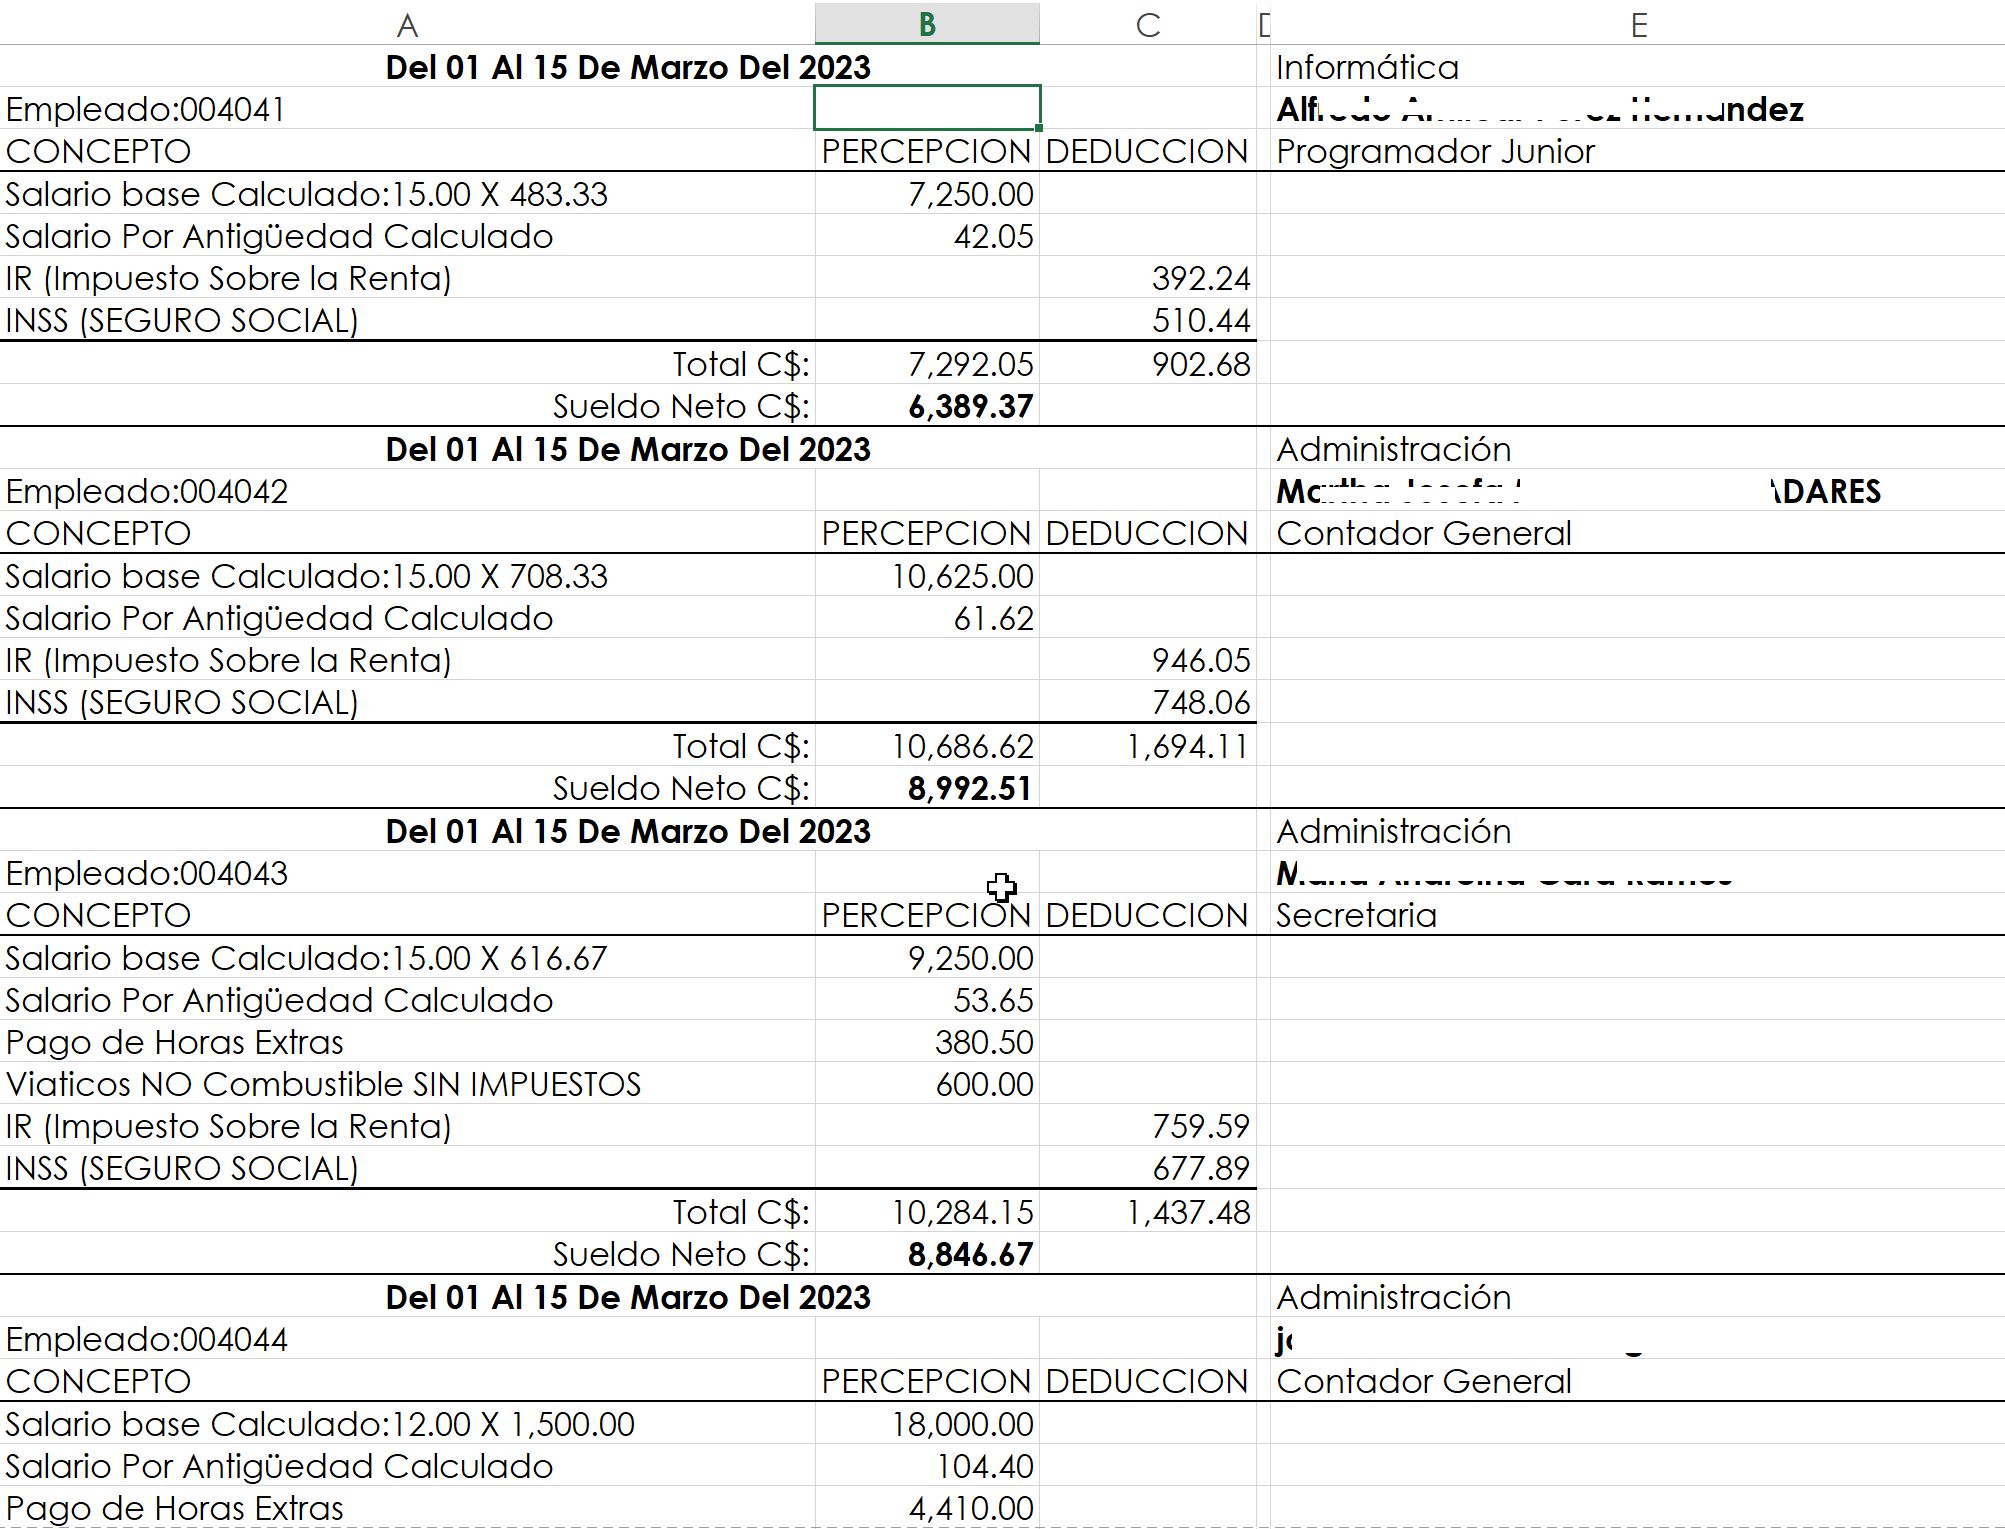 A B C D E
Del 01 Al 15 De Marzo Del 2023 Informática
Empleado:004041
CONCEPTO PERCEPCION DEDUCCION Programador Junior
Salario base Calculado:15.00 X 483.33 7,250.00
Salario Por Antigüedad Calculado 42.05
IR (Impuesto Sobre la Renta) 392.24
INSS (SEGURO SOCIAL) 510.44
Total C$: 7,292.05 902.68
Sueldo Neto C$: 6,389.37
Del 01 Al 15 De Marzo Del 2023 Administración
Empleado:004042
CONCEPTO PERCEPCION DEDUCCION Contador General
Salario base Calculado:15.00 X 708.33 10,625.00
Salario Por Antigüedad Calculado 61.62
IR (Impuesto Sobre la Renta) 946.05
INSS (SEGURO SOCIAL) 748.06
Total C$: 10,686.62 1,694.11
Sueldo Neto C$: 8,992.51
Del 01 Al 15 De Marzo Del 2023 Administración
Empleado:004043
CONCEPTO PERCEPCION DEDUCCION Secretaria
Salario base Calculado:15.00 X 616.67 9,250.00
Salario Por Antigüedad Calculado 53.65
Pago de Horas Extras 380.50
Viaticos NO Combustible SIN IMPUESTOS 600.00
IR (Impuesto Sobre la Renta) 759.59
INSS (SEGURO SOCIAL) 677.89
Total C$: 10,284.15 1,437.48
Sueldo Neto C$: 8,846.67
Del 01 Al 15 De Marzo Del 2023 Administración
Empleado:004044
CONCEPTO PERCEPCION DEDUCCION Contador General
Salario base Calculado:12.00 X 1,500.00 18,000.00
Salario Por Antigüedad Calculado 104.40
Pago de Horas Extras 4,410.00